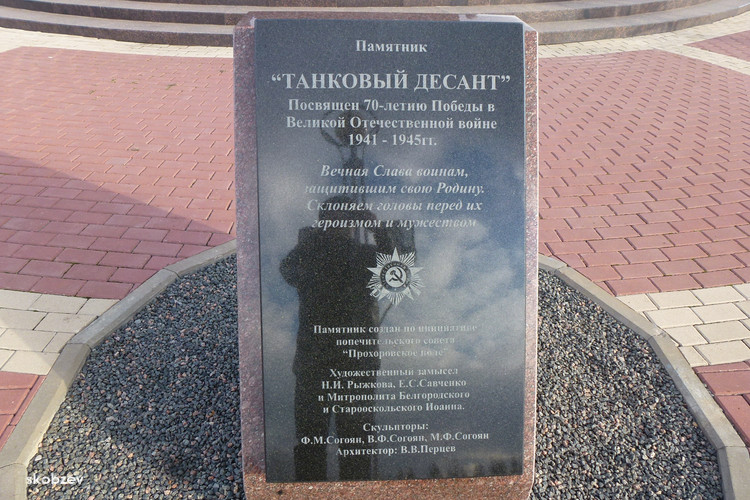 Памятник
“ТАНКОВЫЙ ДЕСАНТ”
Посвящен 70-летию Победы в
Великой Отечественной войне
1941 - 1945гг.
Вечная Слава воинам,
защитившим свою Родину.
Склоняем головы перед их
героизмом и мужеством
Памятник создан по инициативе
попечительского совета
“Прохоровское поле”
Художественный замысел
Н.И. Рыжкова, Е.С.Савченко
и Митрополита Белгородского
и Старооскольского Иоанна.
Скульпторы:
Ф.М.Согоян, В.Ф.Согоян, М.Ф.Согоян
Архитектор: В.В.Перцев
skobzev